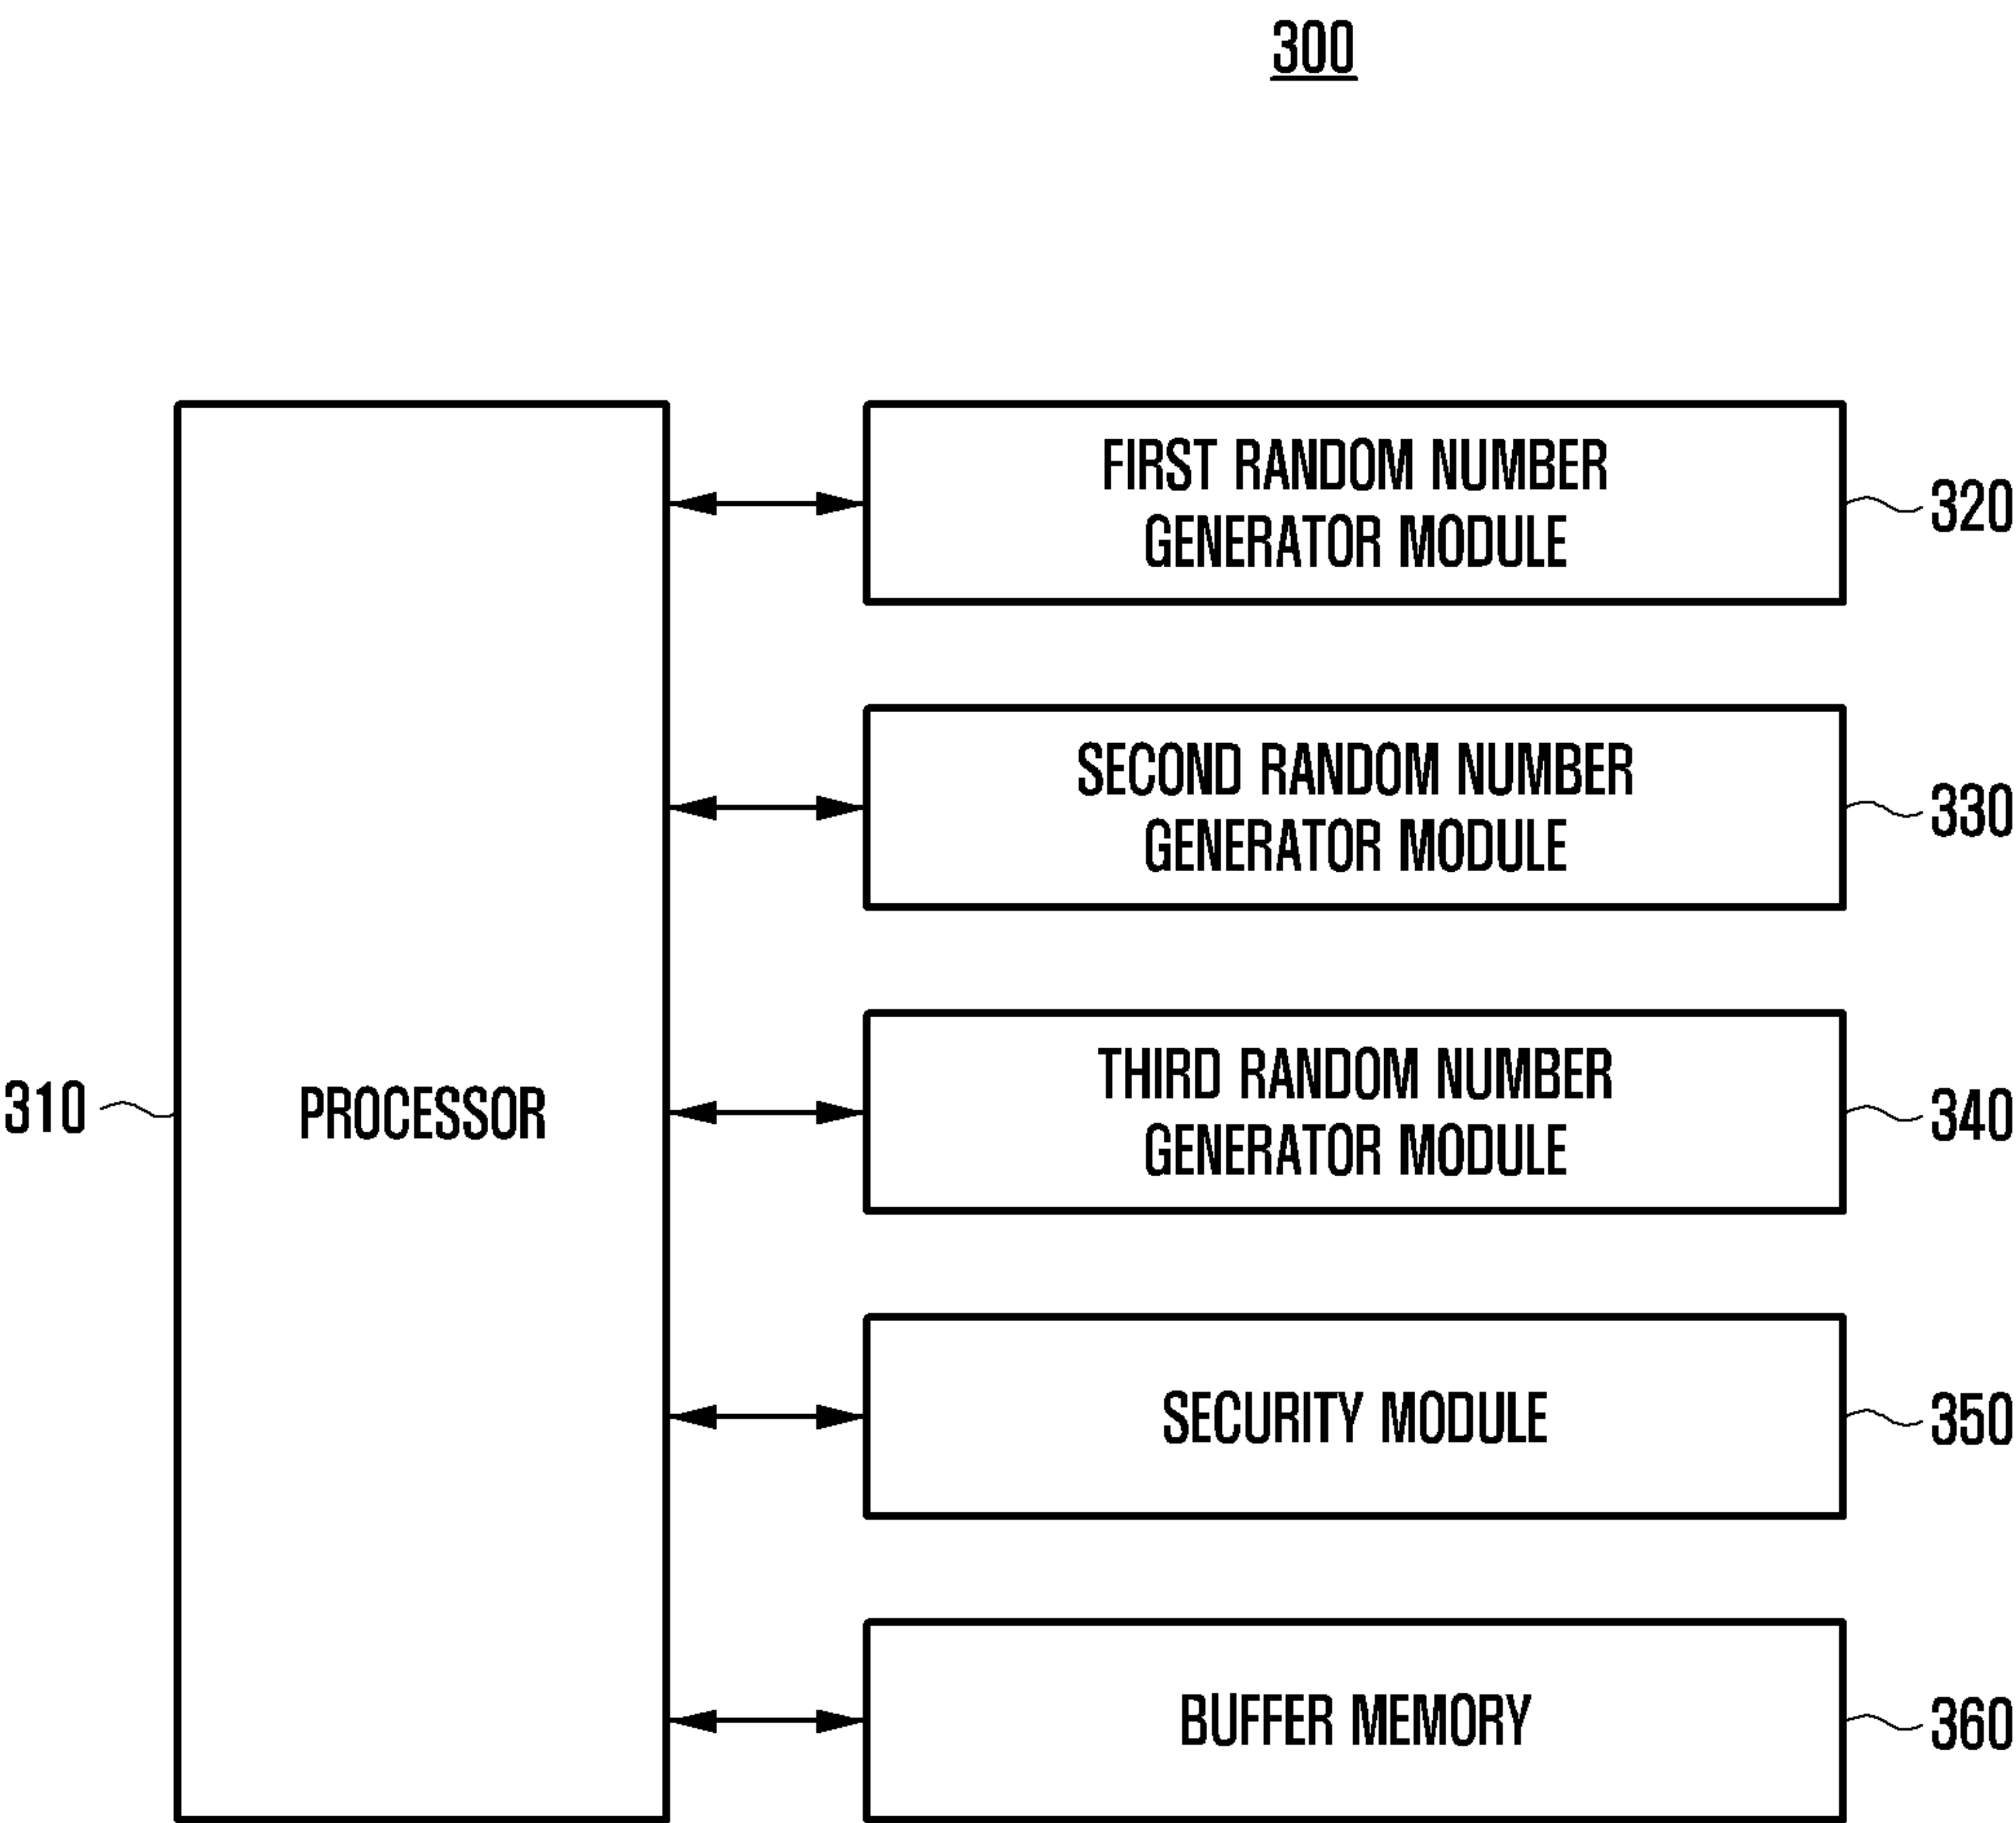 300
FIRST RANDOM NUMBER
GENERATOR MODULE
320
SECOND RANDOM NUMBER
GENERATOR MODULE
330
310
PROCESSOR
THIRD RANDOM NUMBER
GENERATOR MODULE
340
SECURITY MODULE
350
BUFFER MEMORY
360